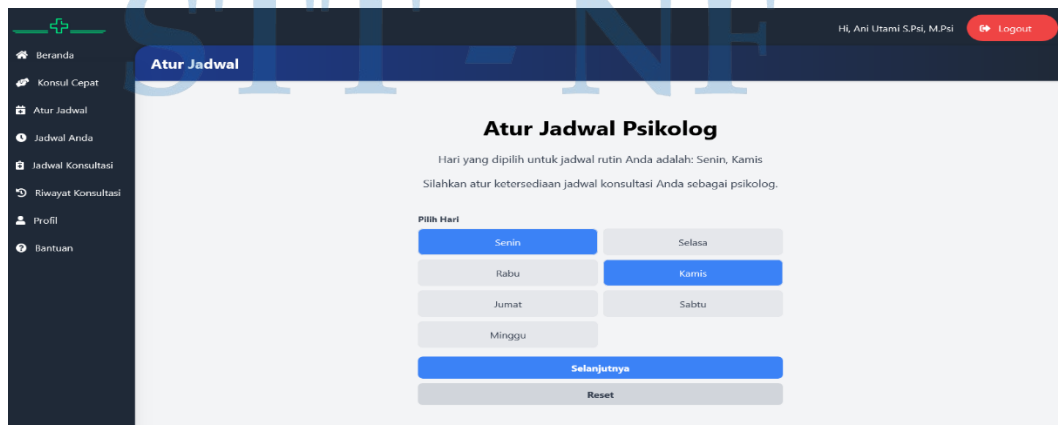 STT - NF
Hi, Ani Utami S.Psi, M.Psi
Logout
Beranda
Konsul Cepat
Atur Jadwal
Jadwal Anda
Jadwal Konsultasi
Riwayat Konsultasi
Profil
Bantuan
Atur Jadwal
Atur Jadwal Psikolog
Hari yang dipilih untuk jadwal rutin Anda adalah: Senin, Kamis
Silahkan atur ketersediaan jadwal konsultasi Anda sebagai psikolog.
Pilih Hari
Senin
Selasa
Rabu
Kamis
Jumat
Sabtu
Minggu
Selanjutnya
Reset